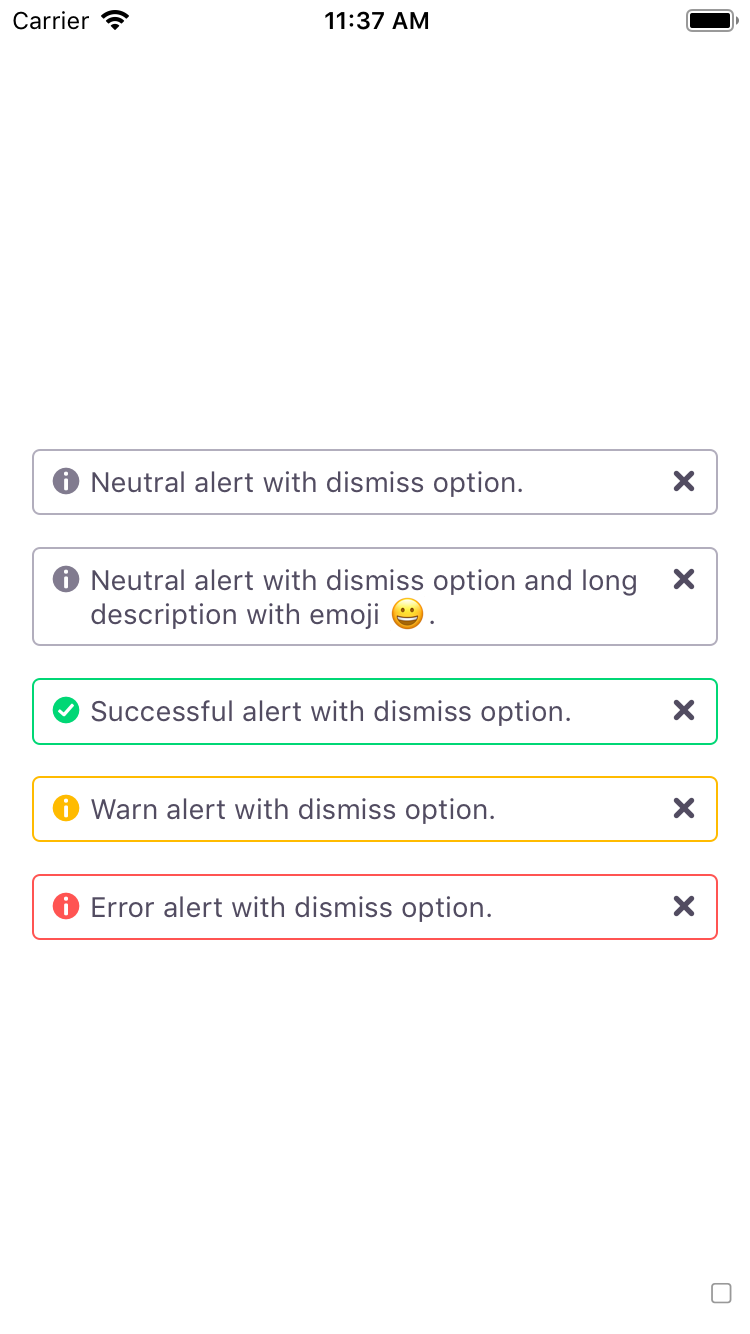 Carrier 11:37 AM
Neutral alert with dismiss option.
Neutral alert with dismiss option and long
description with emoji 😀.
Successful alert with dismiss option.
Warn alert with dismiss option.
Error alert with dismiss option.